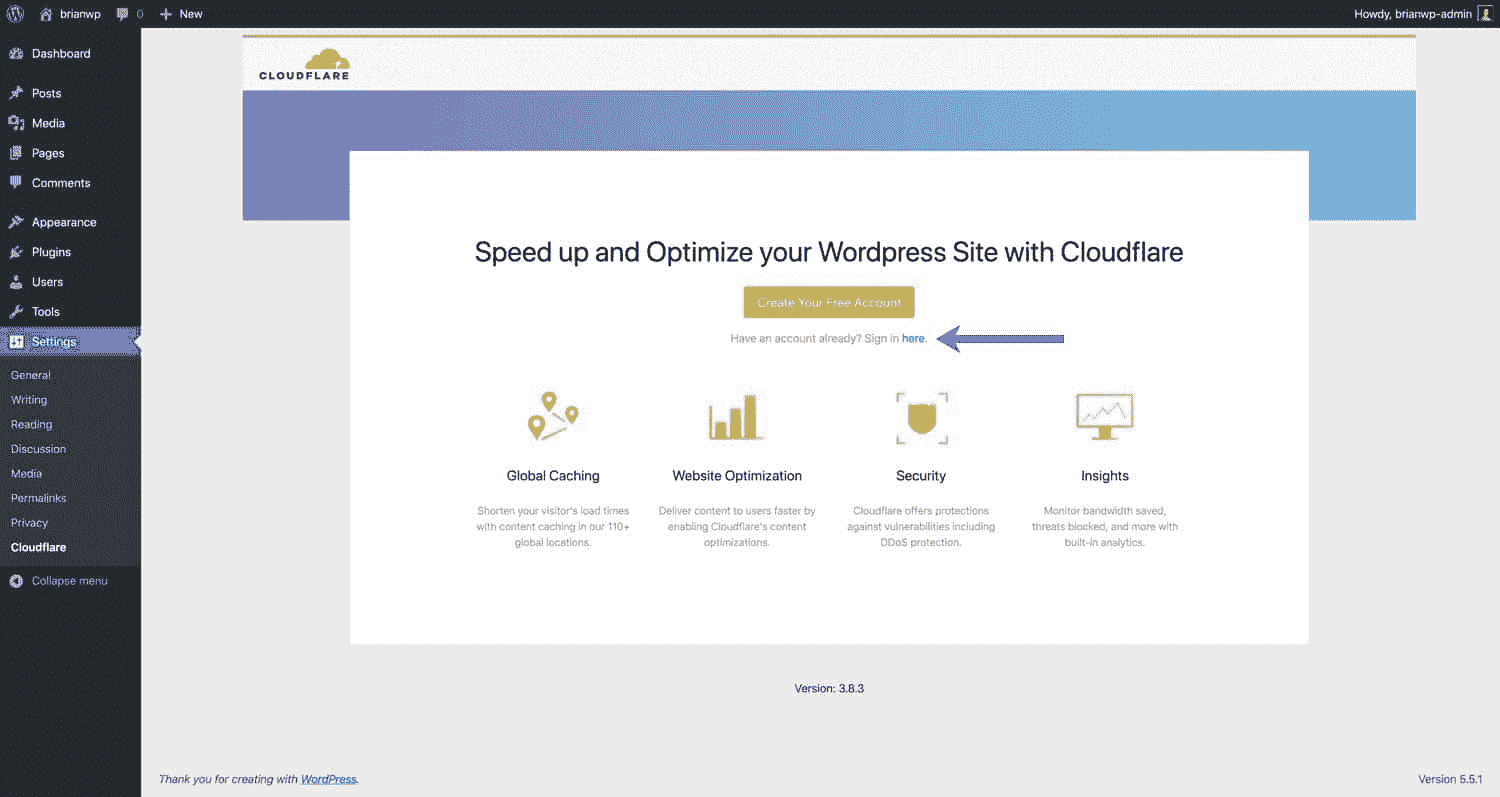 brianwp
0
New
Howdy, brianwp-admin
Dashboard
Posts
Media
Pages
Comments
Appearance
Plugins
Users
Tools
Settings
General
Writing
Reading
Discussion
Media
Permalinks
Privacy
Cloudflare
Collapse menu
CLOUDFLARE
Speed up and Optimize your Wordpress Site with Cloudflare
Create Your Free Account
Have an account already? Sign in here.
Global Caching
Shorten your visitor's load times
with content caching in our 110+
global locations.
Website Optimization
Deliver content to users faster by
enabling Cloudflare's content
optimizations.
Security
Cloudflare offers protections
against vulnerabilities including
DDoS protection.
Insights
Monitor bandwidth saved,
threats blocked, and more with
built-in analytics.
Version: 3.8.3
Thank you for creating with WordPress.
Version 5.5.1